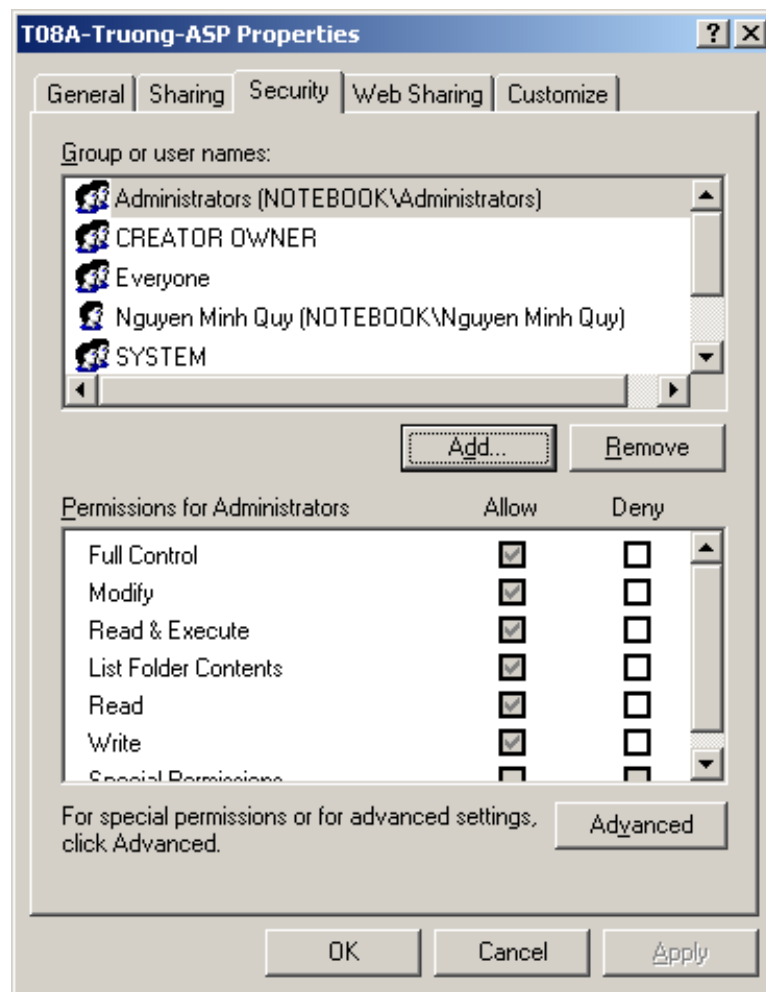 T08A-Truong-ASP Properties
General Sharing Security Web Sharing Customize
Group or user names:
Administrators (NOTEBOOK\Administrators)
CREATOR OWNER
Everyone
Nguyen Minh Quy (NOTEBOOK\Nguyen Minh Quy)
SYSTEM
Add... Remove
Permissions for Administrators Allow Deny
Full Control
Modify
Read & Execute
List Folder Contents
Read
Write
Special Permissions
For special permissions or for advanced settings,
click Advanced.
Advanced
OK Cancel Apply